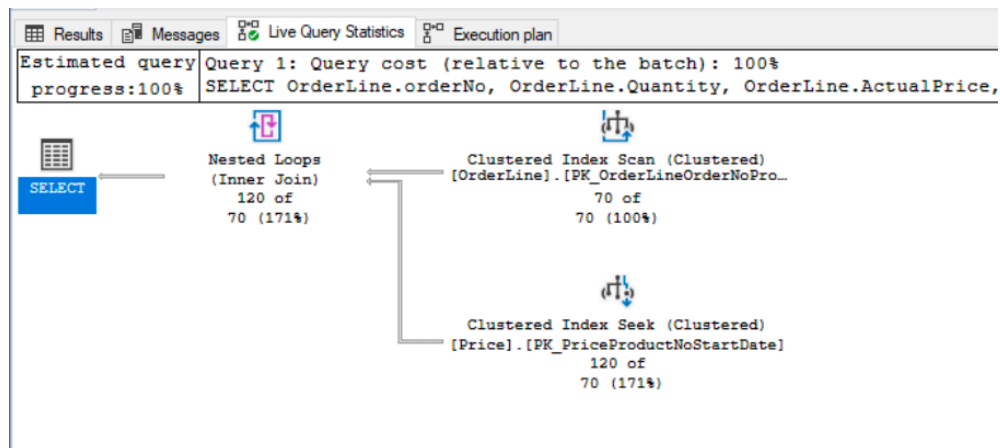 Results Messages Live Query Statistics Execution plan
Estimated query Query 1: Query cost (relative to the batch): 100%
progress:100% SELECT OrderLine.orderNo, OrderLine.Quantity, OrderLine.ActualPrice,
SELECT
Nested Loops
(Inner Join)
120 of
70 (171%)
Clustered Index Scan (Clustered)
[OrderLine].[PK_OrderLineOrderNoPro…
70 of
70 (100%)
Clustered Index Seek (Clustered)
[Price].[PK_PriceProductNoStartDate]
120 of
70 (171%)